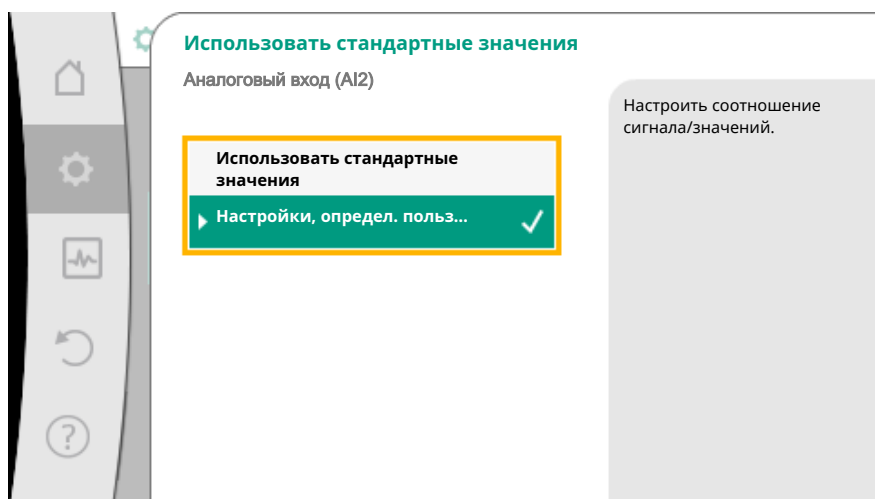 Использовать стандартные значения
Аналоговый вход (AI2)
Настроить соотношение
сигнала/значений.
Использовать стандартные
значения
Настройки, определ. польз...
?